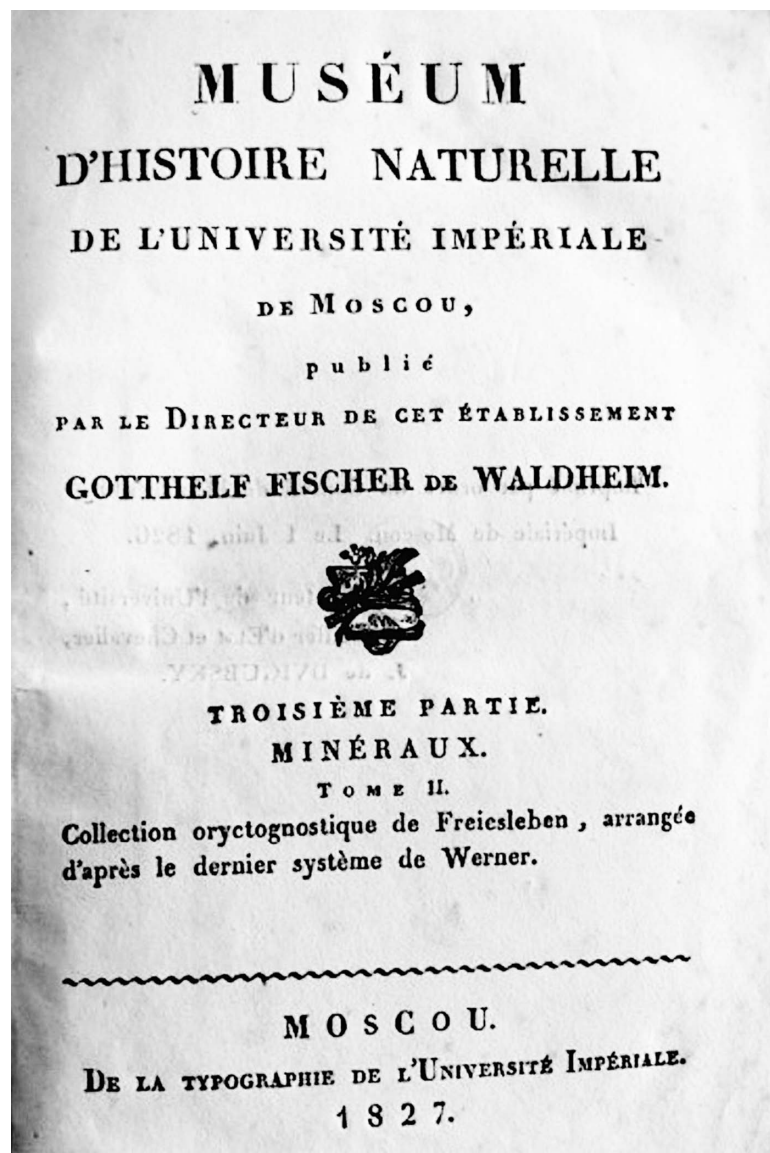 MUSÉUM
D'HISTOIRE NATURELLE
DE L'UNIVERSITÉ IMPÉRIALE
DE MOSCOU,
publié
PAR LE DIRECTEUR DE CET ÉTABLISSEMENT
GOTTHELF FISCHER DE WALDHEIM.
TROISIÈME PARTIE.
MINÉRAUX.
TOME II.
Collection oryctognostique de Freiesleben, arrangée
d'après le dernier système de Werner.
MOSCOU.
DE LA TYPOGRAPHIE DE L'UNIVERSITÉ IMPÉRIALE.
1827.